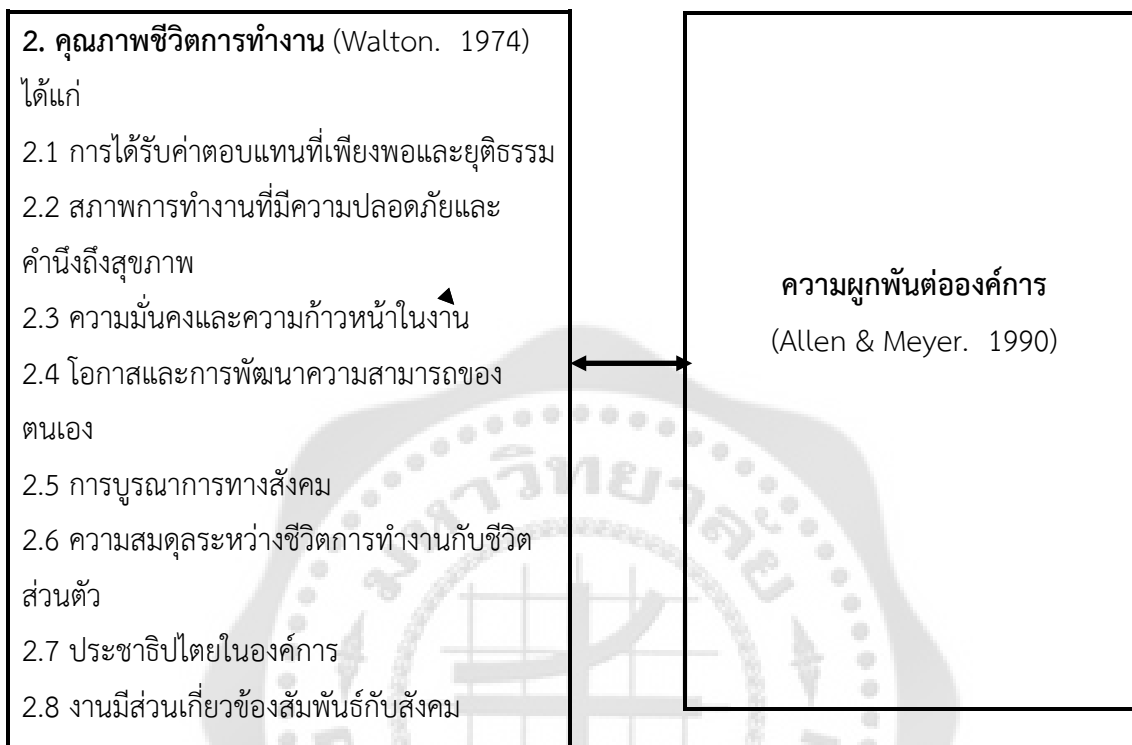 2. คุณภาพชีวิตการทำงาน (Walton. 1974)
ได้แก่
2.1 การได้รับค่าตอบแทนที่เพียงพอและยุติธรรม
2.2 สภาพการทำงานที่มีความปลอดภัยและ
คำนึงถึงสุขภาพ
2.3 ความมั่นคงและความก้าวหน้าในงาน
2.4 โอกาสและการพัฒนาความสามารถของ
ตนเอง
2.5 การบูรณาการทางสังคม
2.6 ความสมดุลระหว่างชีวิตการทำงานกับชีวิต
ส่วนตัว
2.7 ประชาธิปไตยในองค์การ
2.8 งานมีส่วนเกี่ยวข้องสัมพันธ์กับสังคม
ความผูกพันต่อองค์การ
(Allen & Meyer. 1990)
มหาวิทยาลัย